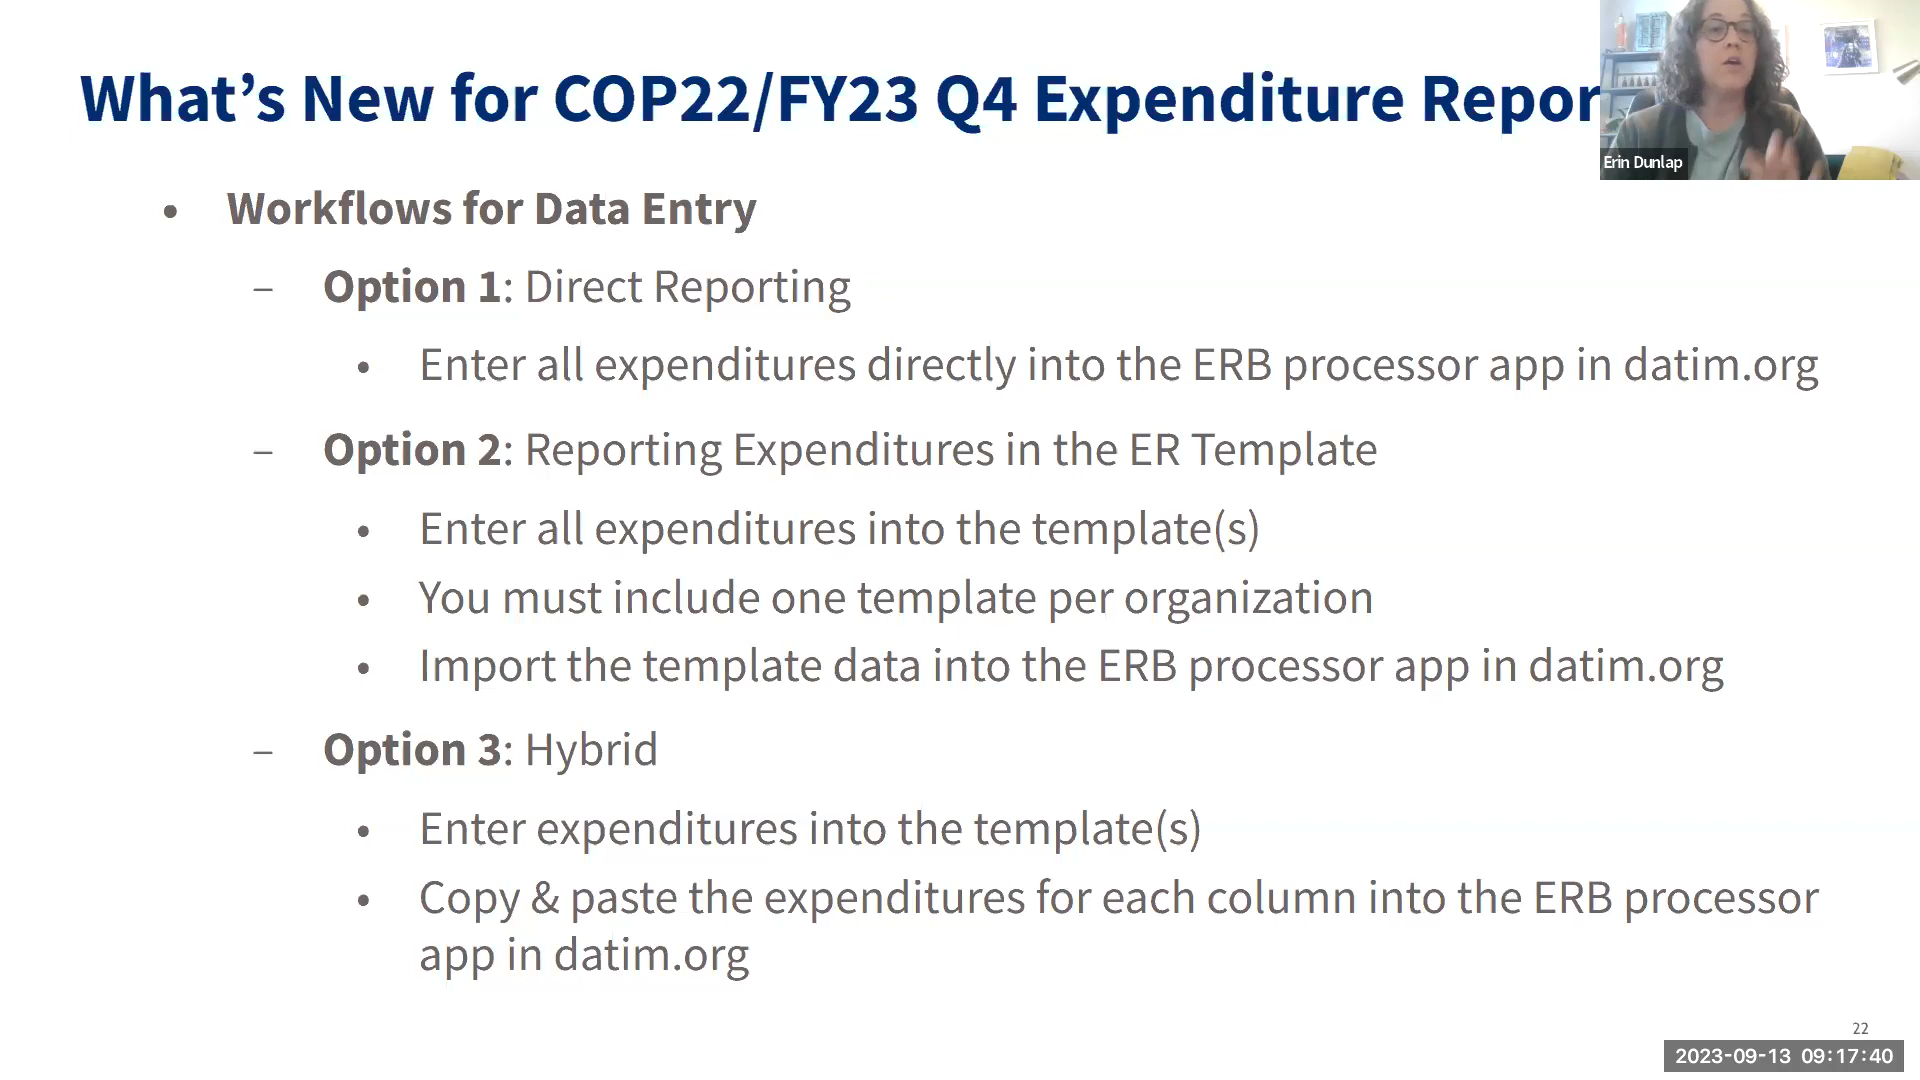 What's New for COP22/FY23 Q4 Expenditure Repor
Erin Dunlap
• Workflows for Data Entry
– Option 1: Direct Reporting
• Enter all expenditures directly into the ERB processor app in datim.org
– Option 2: Reporting Expenditures in the ER Template
• Enter all expenditures into the template(s)
• You must include one template per organization
• Import the template data into the ERB processor app in datim.org
– Option 3: Hybrid
• Enter expenditures into the template(s)
• Copy & paste the expenditures for each column into the ERB processor
app in datim.org
22
2023-09-13 09:17:40